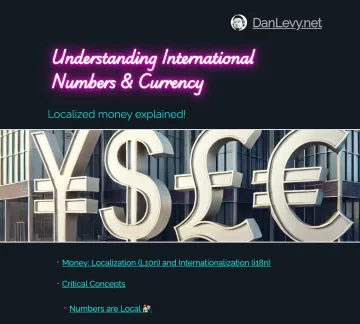 DanLevy.net
Understanding International
Numbers & Currency
Localized money explained!
¥ $ £ €
Money: Localization (L10n) and Internationalization (i18n)
Critical Concepts
Numbers are Local